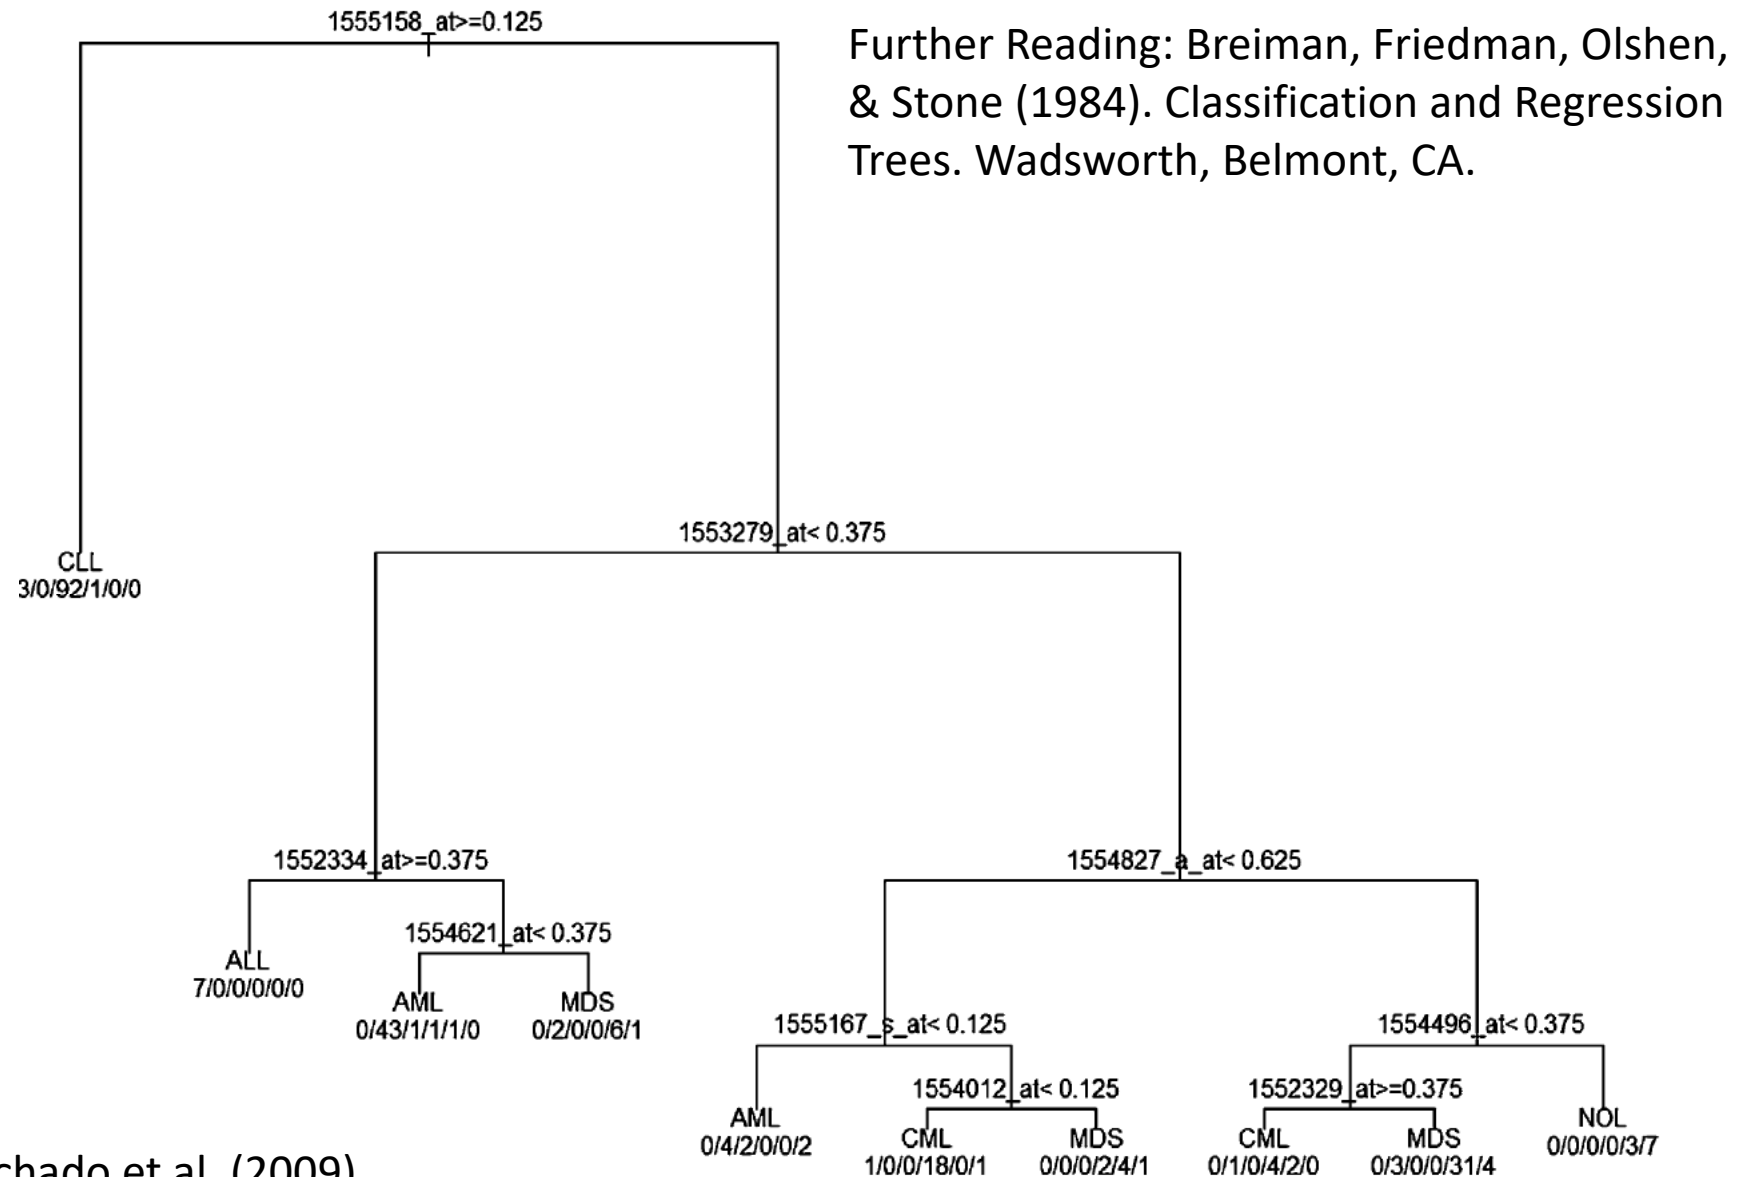 1555158_at>=0.125
Further Reading: Breiman, Friedman, Olshen,
& Stone (1984). Classification and Regression
Trees. Wadsworth, Belmont, CA.
1553279_at< 0.375
CLL
3/0/92/1/0/0
1552334_at>=0.375
1554827_a_at< 0.625
1554621_at< 0.375
ALL
7/0/0/0/0/0
AML
0/43/1/1/1/0
MDS
0/2/0/0/6/1
1555167_s_at< 0.125
1554496_at< 0.375
1554012_at< 0.125
1552329_at>=0.375
AML
0/4/2/0/0/2
CML
1/0/0/18/0/1
MDS
0/0/0/2/4/1
CML
0/1/0/4/2/0
MDS
0/3/0/0/31/4
NOL
0/0/0/0/3/7
et al. (2009)